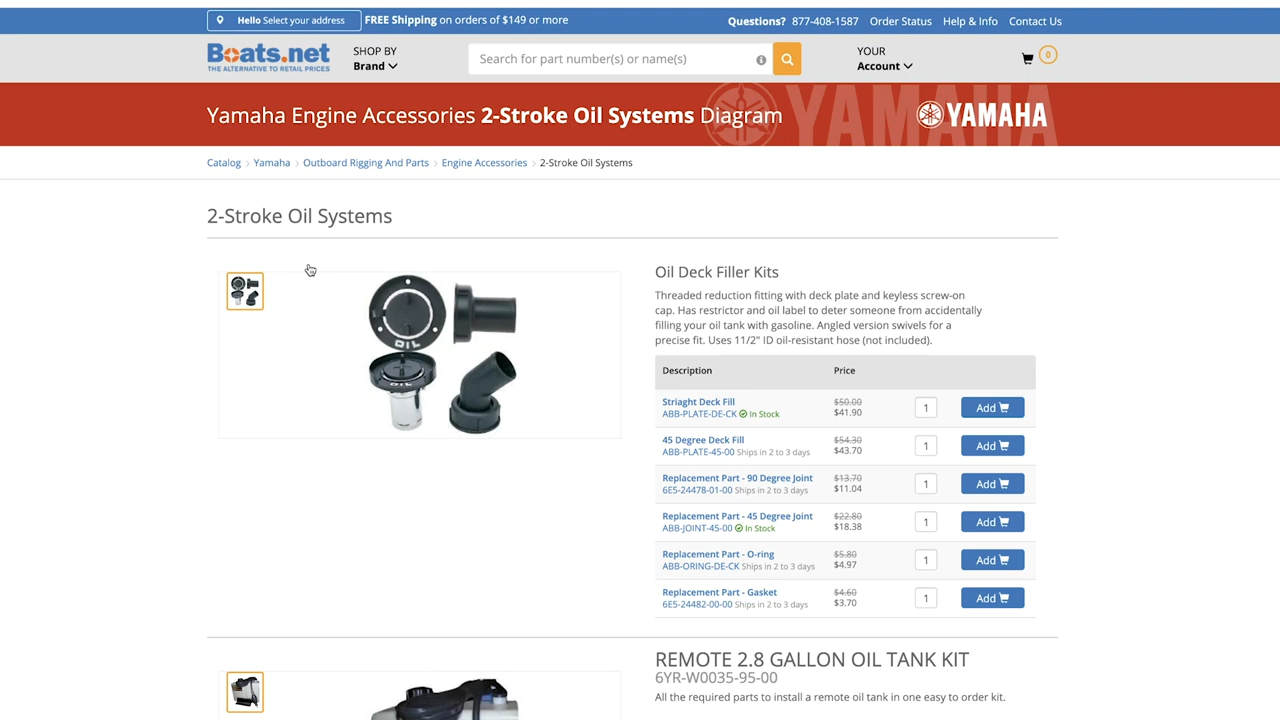 Hello Select your address
FREE Shipping on orders of $149 or more
Questions? 877-408-1587 Order Status Help & Info Contact Us
Boats.net
THE ALTERNATIVE TO RETAIL PRICES
SHOP BY
Brand
Search for part number(s) or name(s)
YOUR
Account
0
Yamaha Engine Accessories 2-Stroke Oil Systems Diagram
YAMAHA
YAMAHA
Catalog > Yamaha > Outboard Rigging And Parts > Engine Accessories > 2-Stroke Oil Systems
2-Stroke Oil Systems
OIL
OIL
Oil Deck Filler Kits
Threaded reduction fitting with deck plate and keyless screw-on
cap. Has restrictor and oil label to deter someone from accidentally
filling your oil tank with gasoline. Angled version swivels for a
precise fit. Uses 11/2" ID oil-resistant hose (not included).
Description Price
Striaght Deck Fill $50.00
ABB-PLATE-DE-CK In Stock $41.90 1 Add
45 Degree Deck Fill $54.30
ABB-PLATE-45-00 Ships in 2 to 3 days $43.70 1 Add
Replacement Part - 90 Degree Joint $13.70
6E5-24478-01-00 Ships in 2 to 3 days $11.04 1 Add
Replacement Part - 45 Degree Joint $22.80
ABB-JOINT-45-00 In Stock $18.38 1 Add
Replacement Part - O-ring $5.80
ABB-ORING-DE-CK Ships in 2 to 3 days $4.97 1 Add
Replacement Part - Gasket $4.60
6E5-24482-00-00 Ships in 2 to 3 days $3.70 1 Add
REMOTE 2.8 GALLON OIL TANK KIT
6YR-W0035-95-00
All the required parts to install a remote oil tank in one easy to order kit.